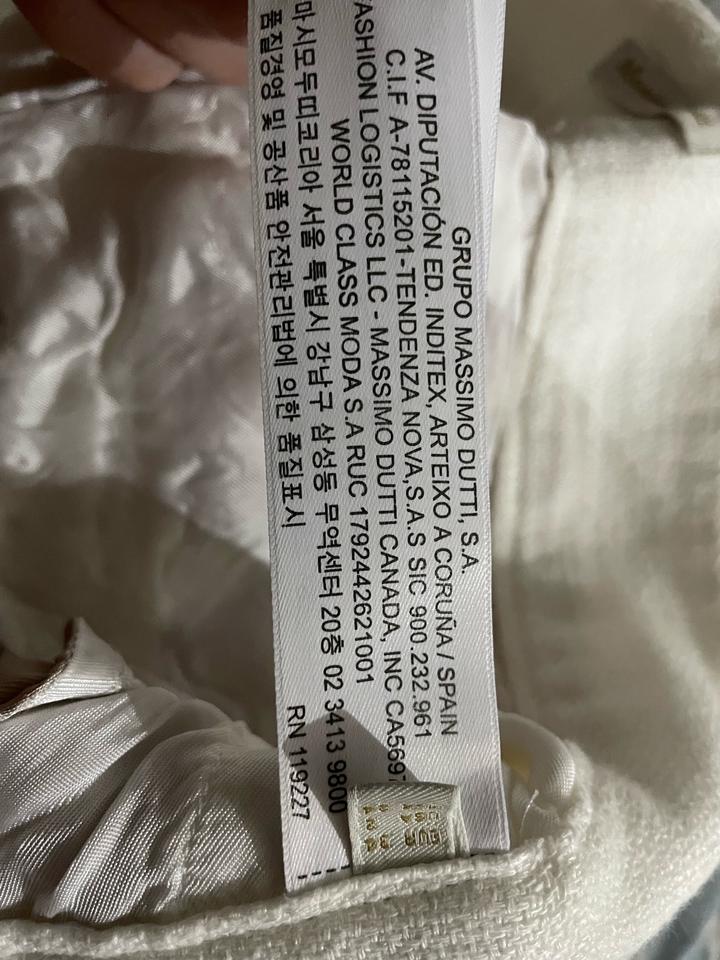 GRUPO MASSIMO DUTTI, S.A.
AV. DIPUTACIÓN ED. INDITEX, ARTEIXO A CORUÑA / SPAIN
C.I.F A-78115201-TENDENZA NOVA,S.A.S SIC 900.232.961
FASHION LOGISTICS LLC - MASSIMO DUTTI CANADA, INC CA5697
WORLD CLASS MODA S.A RUC 1792442621001
마시모두띠코리아 서울 특별시 강남구 삼성동 무역센터 20층 02 3413 9800
품질경영 및 공산품 안전관리법에 의한 품질표시
RN 119227